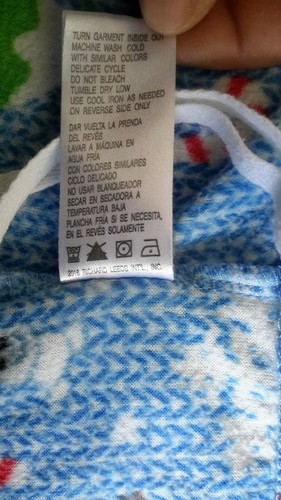 TURN GARMENT INSIDE OUT
MACHINE WASH COLD
WITH SIMILAR COLORS
DELICATE CYCLE
DO NOT BLEACH
TUMBLE DRY LOW
USE COOL IRON AS NEEDED
ON REVERSE SIDE ONLY
DAR VUELTA LA PRENDA
DEL REVÉS
LAVAR A MÁQUINA EN
AGUA FRÍA
CON COLORES SIMILARES
CICLO DELICADO
NO USAR BLANQUEADOR
SECAR EN SECADORA A
TEMPERATURA BAJA
PLANCHA FRÍA SI SE NECESITA,
EN EL REVÉS SOLAMENTE
2018 RICHARD LEEDS INT'L., INC.